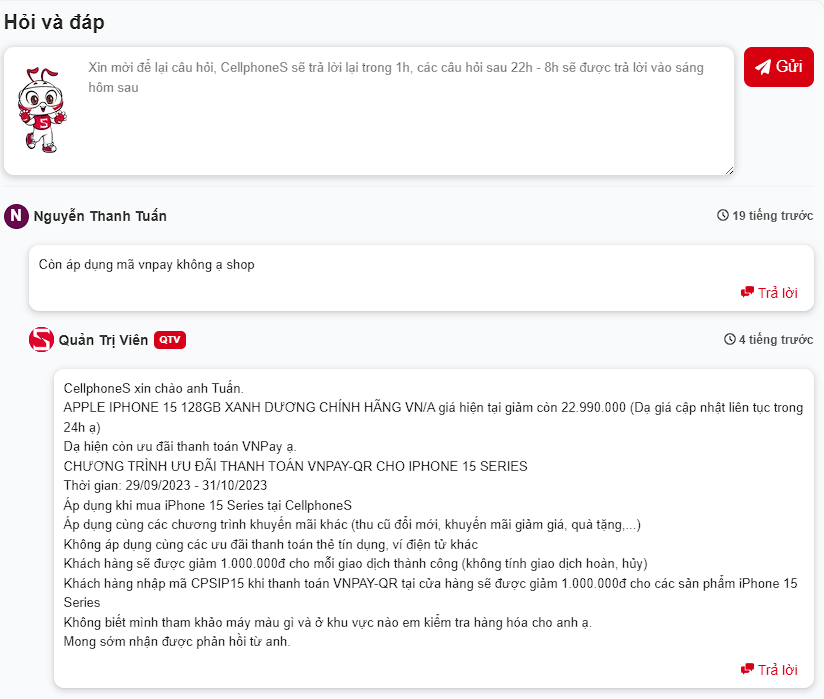 Hỏi và đáp
Xin mời để lại câu hỏi, CellphoneS sẽ trả lời lại trong 1h, các câu hỏi sau 22h - 8h sẽ được trả lời vào sáng
hôm sau
S
Gửi
N Nguyễn Thanh Tuấn
19 tiếng trước
Còn áp dụng mã vnpay không ạ shop
Trả lời
S Quản Trị Viên QTV
4 tiếng trước
CellphoneS xin chào anh Tuấn.
APPLE IPHONE 15 128GB XANH DƯƠNG CHÍNH HÃNG VN/A giá hiện tại giảm còn 22.990.000 (Dạ giá cập nhật liên tục trong
24h ạ)
Dạ hiện còn ưu đãi thanh toán VNPay ạ.
CHƯƠNG TRÌNH ƯU ĐÃI THANH TOÁN VNPAY-QR CHO IPHONE 15 SERIES
Thời gian: 29/09/2023 - 31/10/2023
Áp dụng khi mua iPhone 15 Series tại CellphoneS
Áp dụng cùng các chương trình khuyến mãi khác (thu cũ đổi mới, khuyến mãi giảm giá, quà tặng,...)
Không áp dụng cùng các ưu đãi thanh toán thẻ tín dụng, ví điện tử khác
Khách hàng sẽ được giảm 1.000.000đ cho mỗi giao dịch thành công (không tính giao dịch hoàn, hủy)
Khách hàng nhập mã CPSIP15 khi thanh toán VNPAY-QR tại cửa hàng sẽ được giảm 1.000.000đ cho các sản phẩm iPhone 15
Series
Không biết mình tham khảo máy màu gì và ở khu vực nào em kiểm tra hàng hóa cho anh ạ.
Mong sớm nhận được phản hồi từ anh.
Trả lời